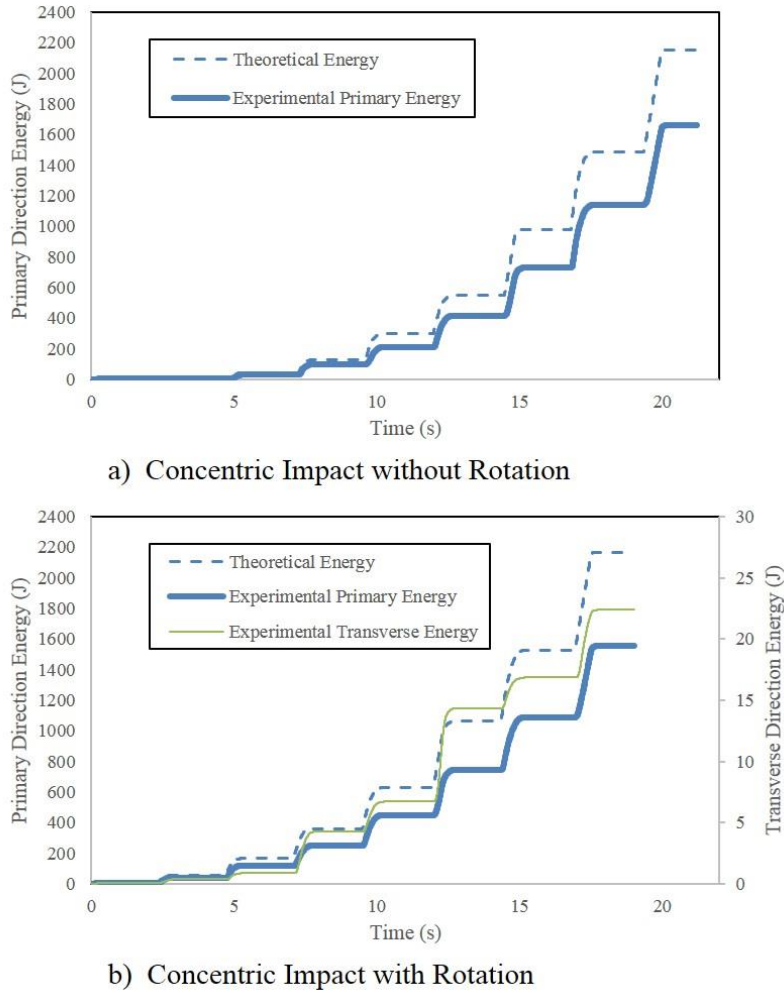 2400
2200
2000
1800
1600
1400
1200
1000
800
600
400
200
0
Primary Direction Energy (J)
Theoretical Energy
Experimental Primary Energy
0 5 10 15 20
Time (s)
a) Concentric Impact without Rotation
2400
2200
2000
1800
1600
1400
1200
1000
800
600
400
200
0
Primary Direction Energy (J)
Theoretical Energy
Experimental Primary Energy
Experimental Transverse Energy
30
25
20
15
10
5
0
Transverse Direction Energy (J)
0 5 10 15 20
Time (s)
b) Concentric Impact with Rotation